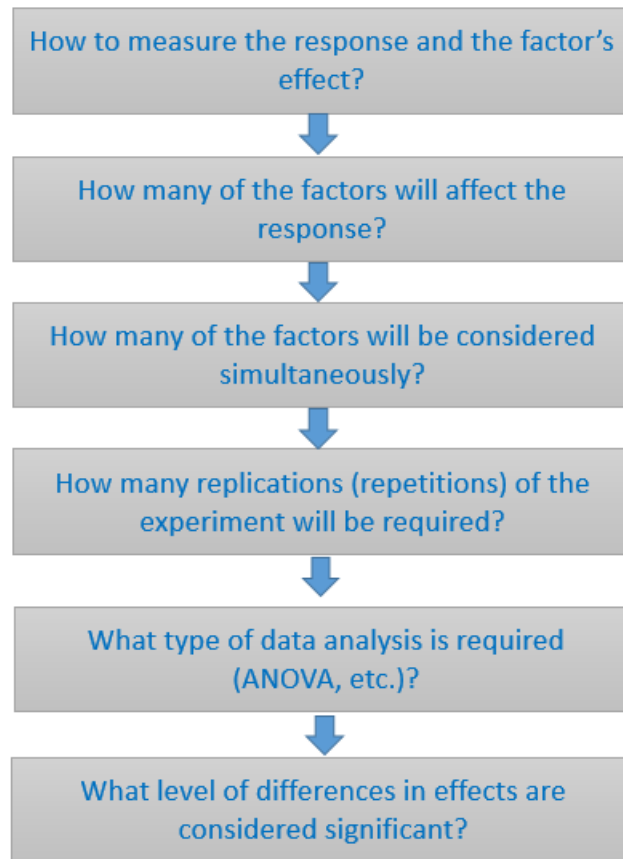 How to measure the response and the factor's
effect?
How many of the factors will affect the
response?
How many of the factors will be considered
simultaneously?
How many replications (repetitions) of the
experiment will be required?
What type of data analysis is required
(ANOVA, etc.)?
What level of differences in effects are
considered significant?